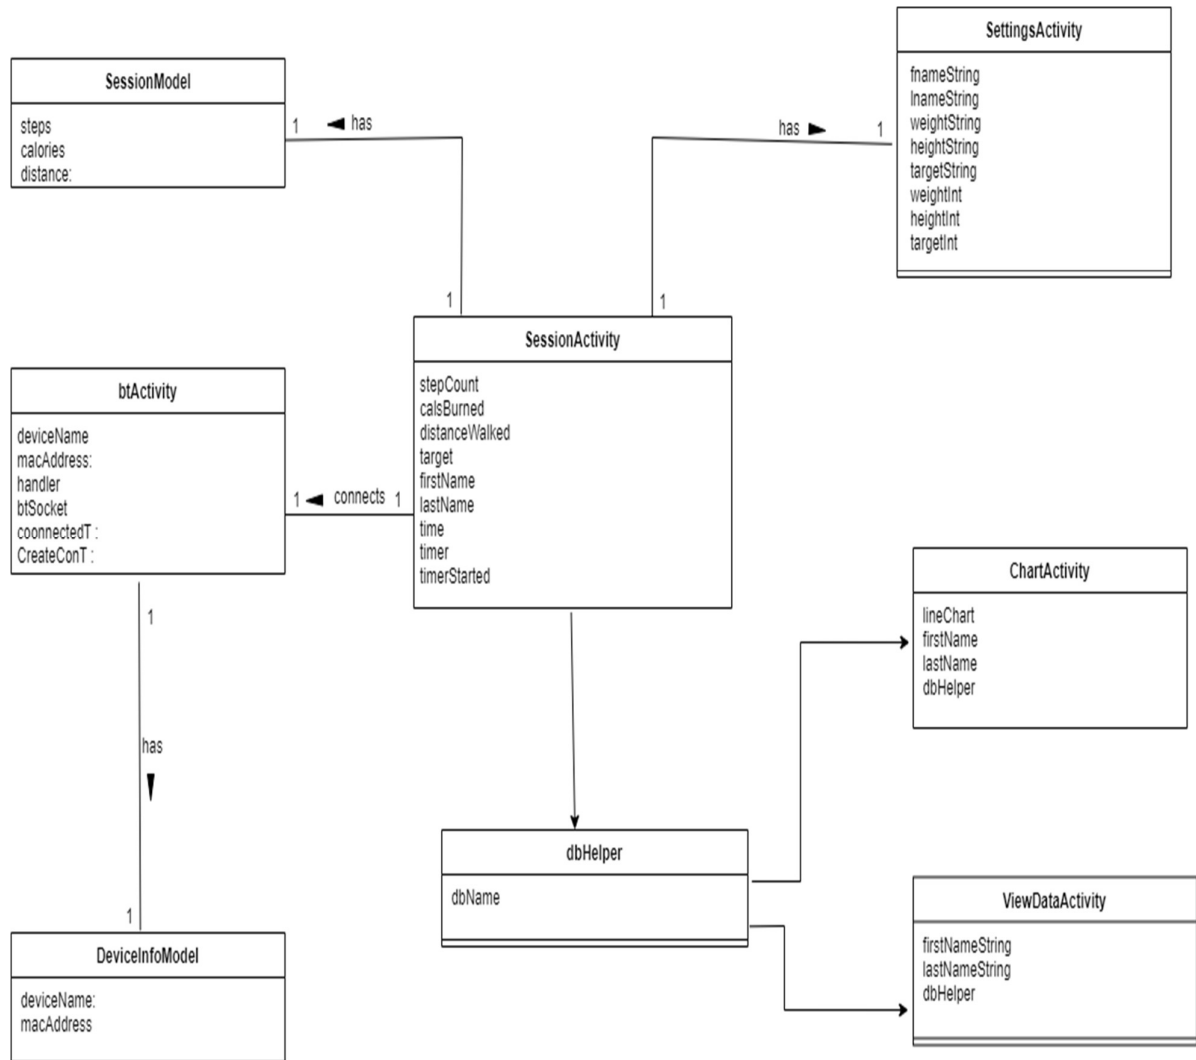 SessionModel
steps
calories
distance:
1
has
1
SettingsActivity
fnameString
lnameString
weightString
heightString
targetString
weightInt
heightInt
targetInt
has
1
1
SessionActivity
stepCount
calsBurned
distanceWalked
target
firstName
lastName
time
timer
timerStarted
btActivity
deviceName
macAddress:
handler
btSocket
coonnectedT :
CreateConT :
1
connects
1
1
has
1
DeviceInfoModel
deviceName:
macAddress
dbHelper
dbName
ChartActivity
lineChart
firstName
lastName
dbHelper
ViewDataActivity
firstNameString
lastNameString
dbHelper